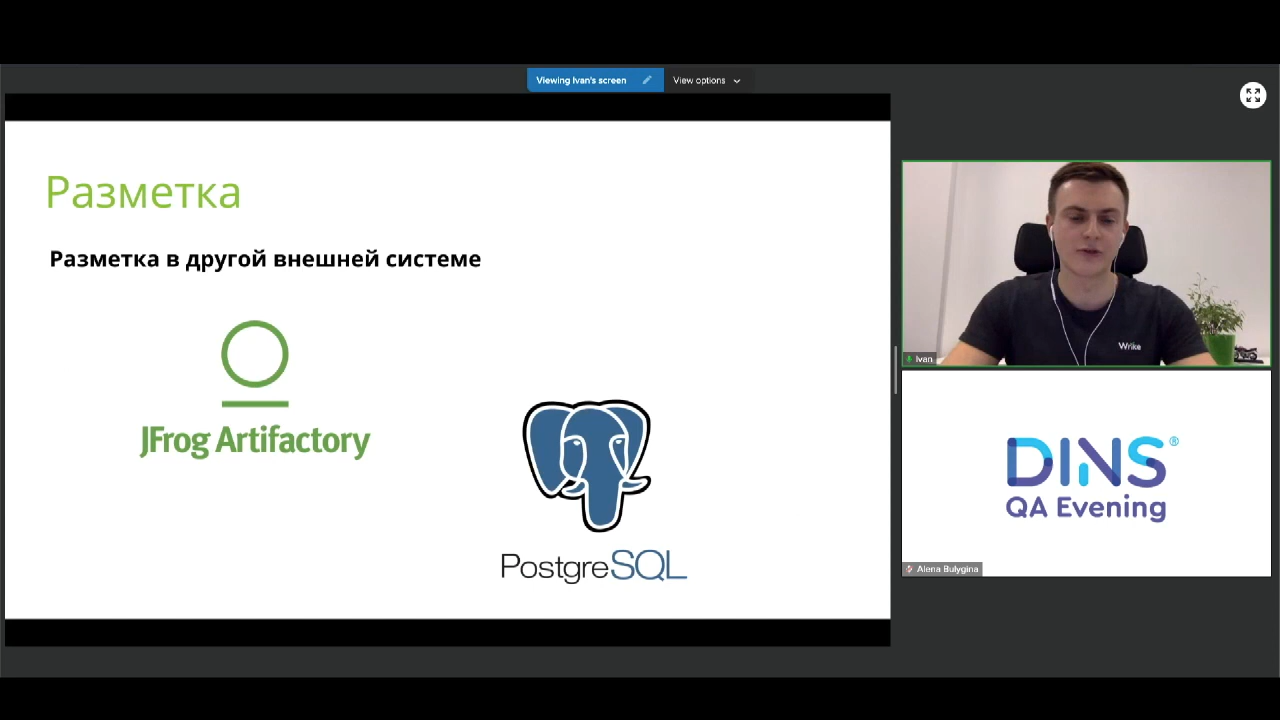 Viewing Ivan's screen
View options
Разметка
Разметка в другой внешней системе
JFrog Artifactory
PostgreSQL
Wrike
Ivan
DINS®
QA Evening
Alena Bulygina